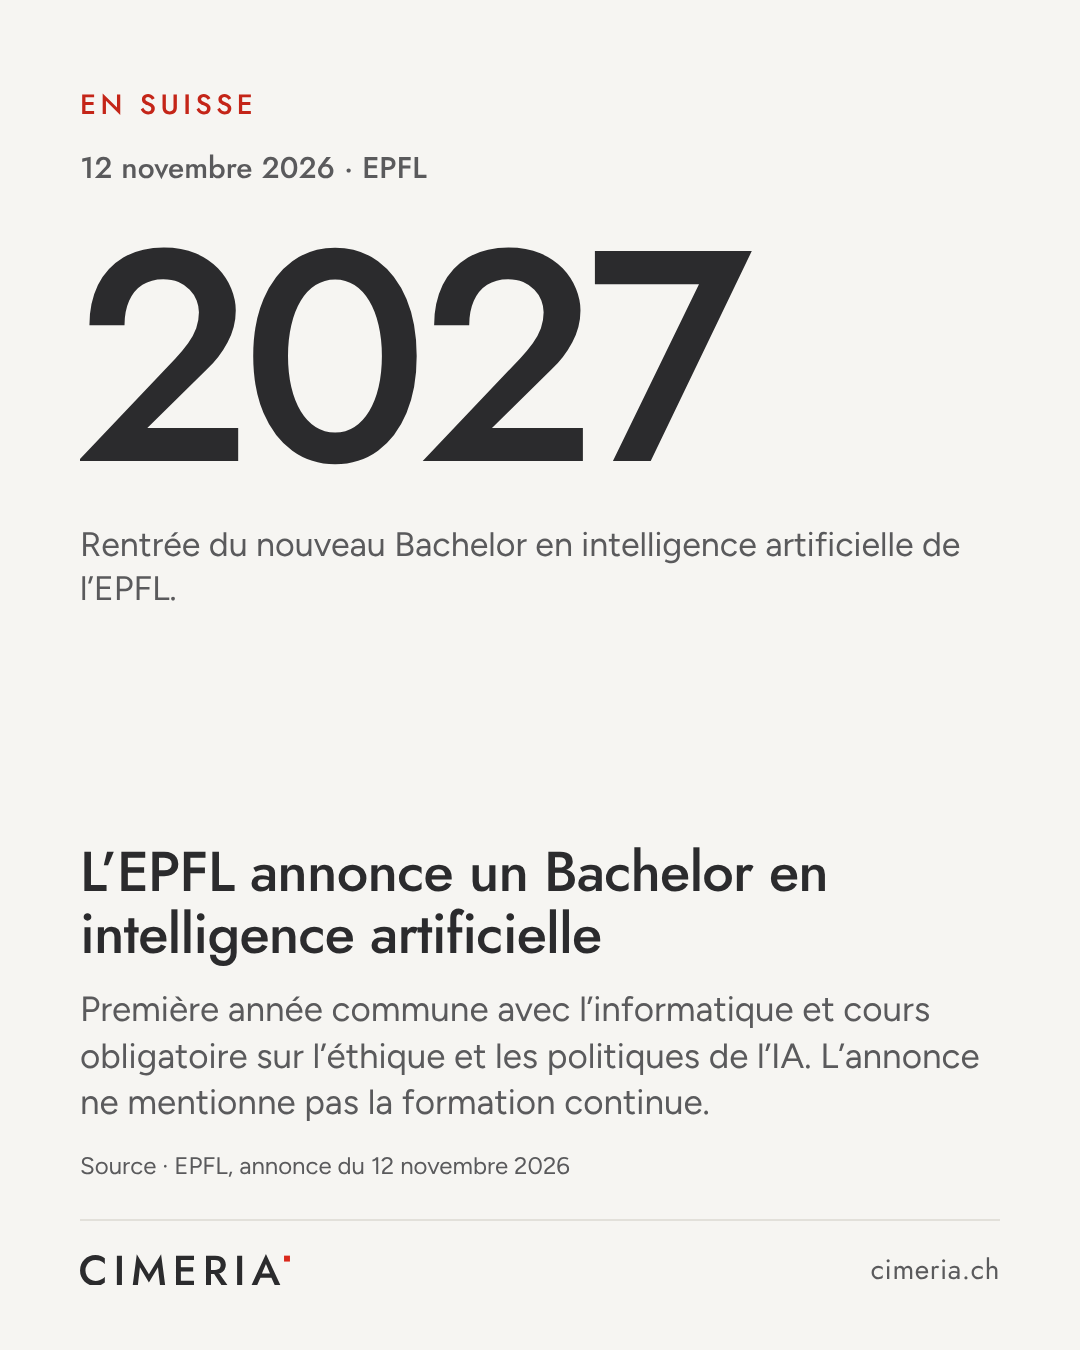 EN SUISSE
12 novembre 2026 · EPFL
2027
Rentrée du nouveau Bachelor en intelligence artificielle de
l’EPFL.
L’EPFL annonce un Bachelor en
intelligence artificielle
Première année commune avec l’informatique et cours
obligatoire sur l’éthique et les politiques de l’IA. L’annonce
ne mentionne pas la formation continue.
Source · EPFL, annonce du 12 novembre 2026
CIMERIA
cimeria.ch